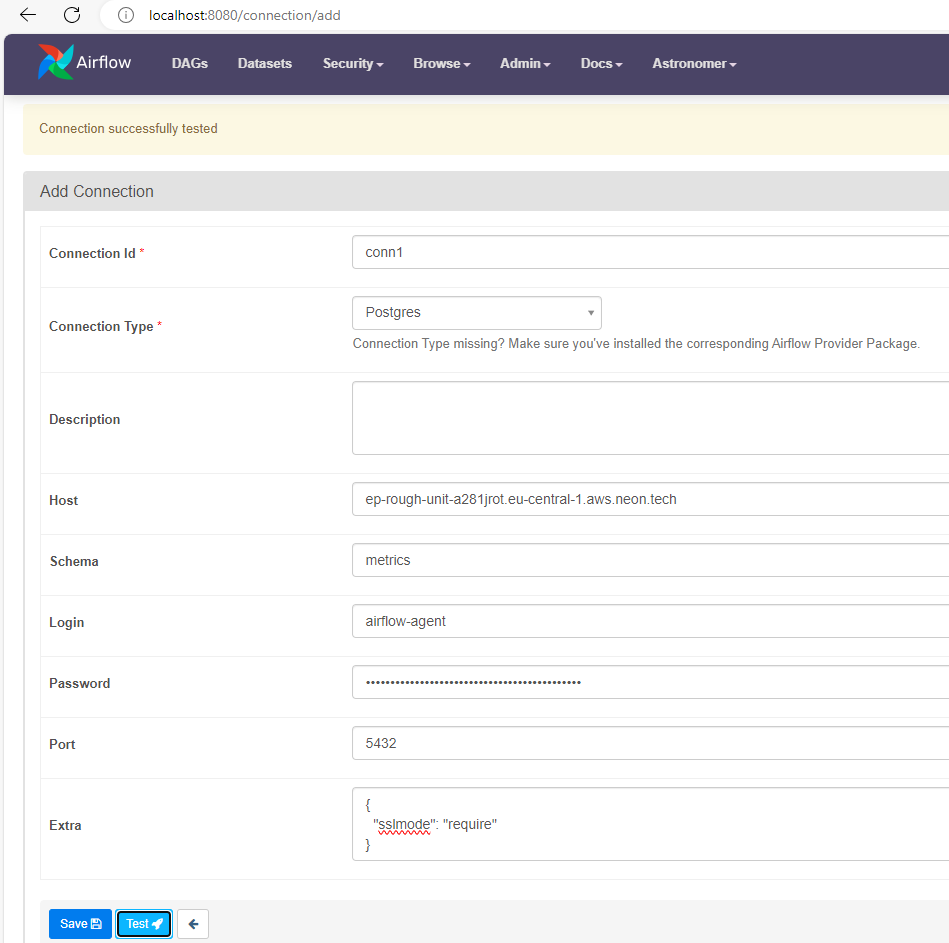 localhost:8080/connection/add
Airflow DAGs Datasets Security Browse Admin Docs Astronomer
Connection successfully tested
Add Connection
Connection Id * conn1
Connection Type * Postgres
Connection Type missing? Make sure you've installed the corresponding Airflow Provider Package.
Description
Host ep-rough-unit-a281jrot.eu-central-1.aws.neon.tech
Schema metrics
Login airflow-agent
Password ••••••••••••••••••••••••••••••••••••••••••••
Port 5432
Extra
{
"sslmode": "require"
}
Save Test